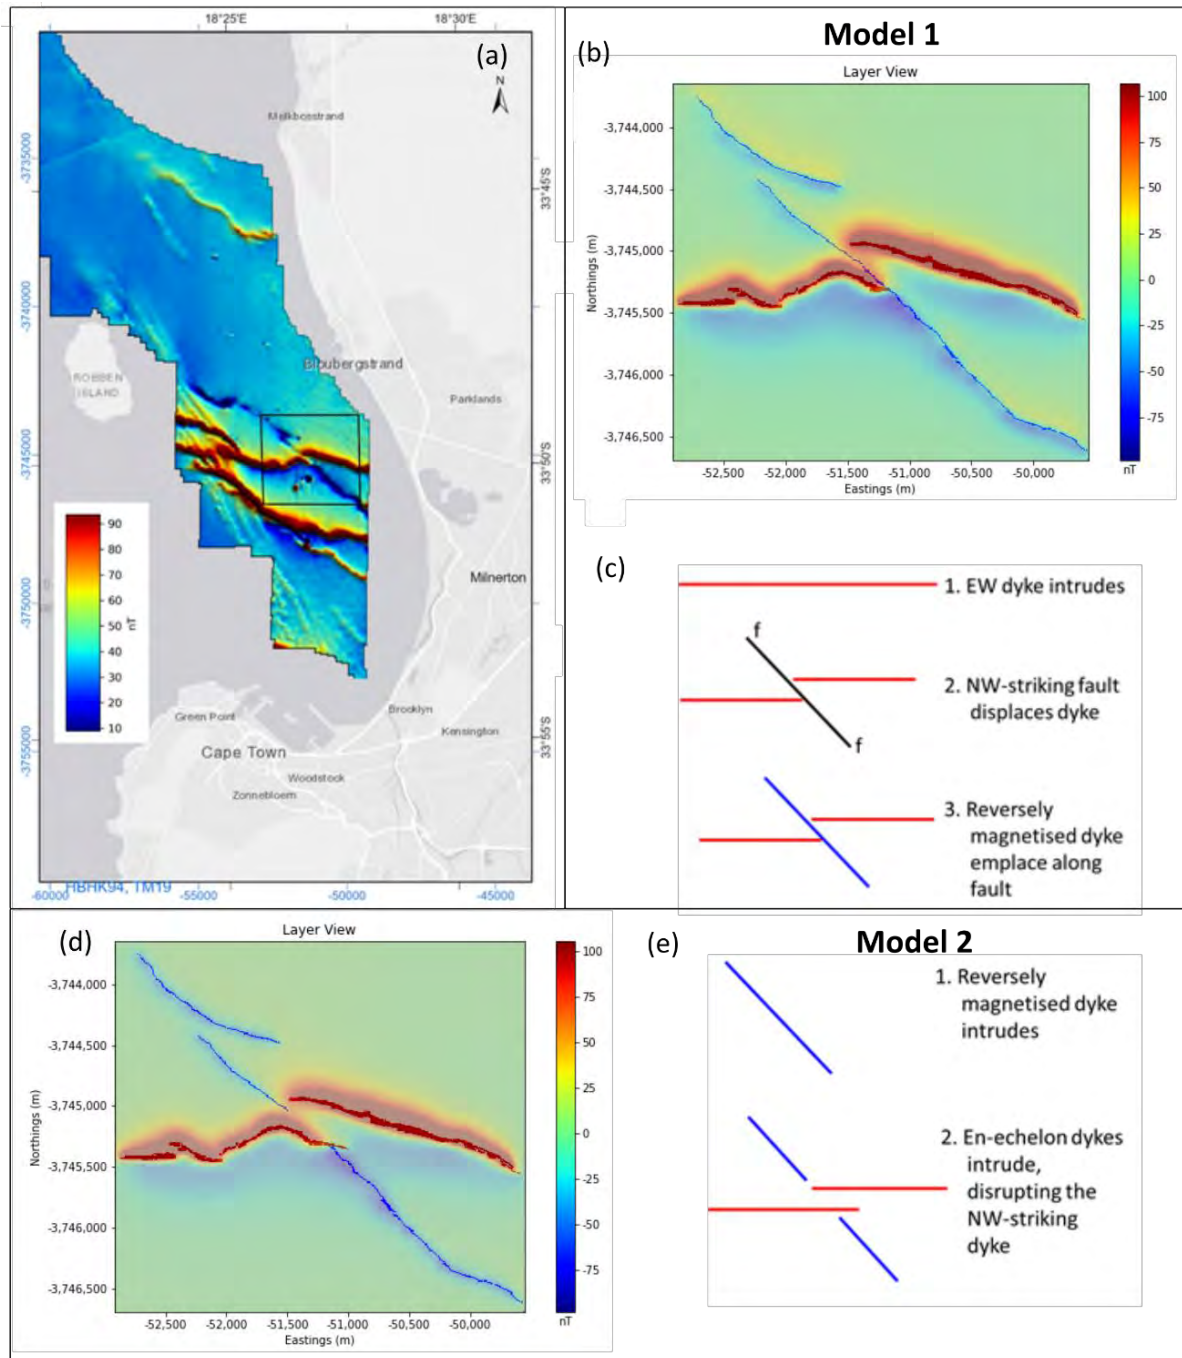 18°25'E
18°30'E
(a)
N
Melkbosstrand
-3735000
33°45'S
-3740000
Bloubergstrand
ROBBEN
ISLAND
Parklands
-3745000
33°50'S
90
80
70
60
50
40
30
20
10
nT
Milnerton
-3750000
Brooklyn
Green Point
Kensington
33°55'S
Cape Town
-3755000
Woodstock
Zonnebloem
HBHK94, TM19
-60000
-55000
-50000
-45000
Model 1
(b)
Layer View
-3,744,000
-3,744,500
-3,745,000
-3,745,500
-3,746,000
-3,746,500
Northings (m)
-52,500 -52,000 -51,500 -51,000 -50,500 -50,000
Eastings (m)
100
75
50
25
0
-25
-50
-75
nT
(c)
1. EW dyke intrudes
f
2. NW-striking fault
displaces dyke
f
3. Reversely
magnetised dyke
emplace along
fault
(d)
Layer View
-3,744,000
-3,744,500
-3,745,000
-3,745,500
-3,746,000
-3,746,500
Northings (m)
-52,500 -52,000 -51,500 -51,000 -50,500 -50,000
Eastings (m)
100
75
50
25
0
-25
-50
-75
nT
(e)
Model 2
1. Reversely
magnetised dyke
intrudes
2. En-echelon dykes
intrude,
disrupting the
NW-striking
dyke